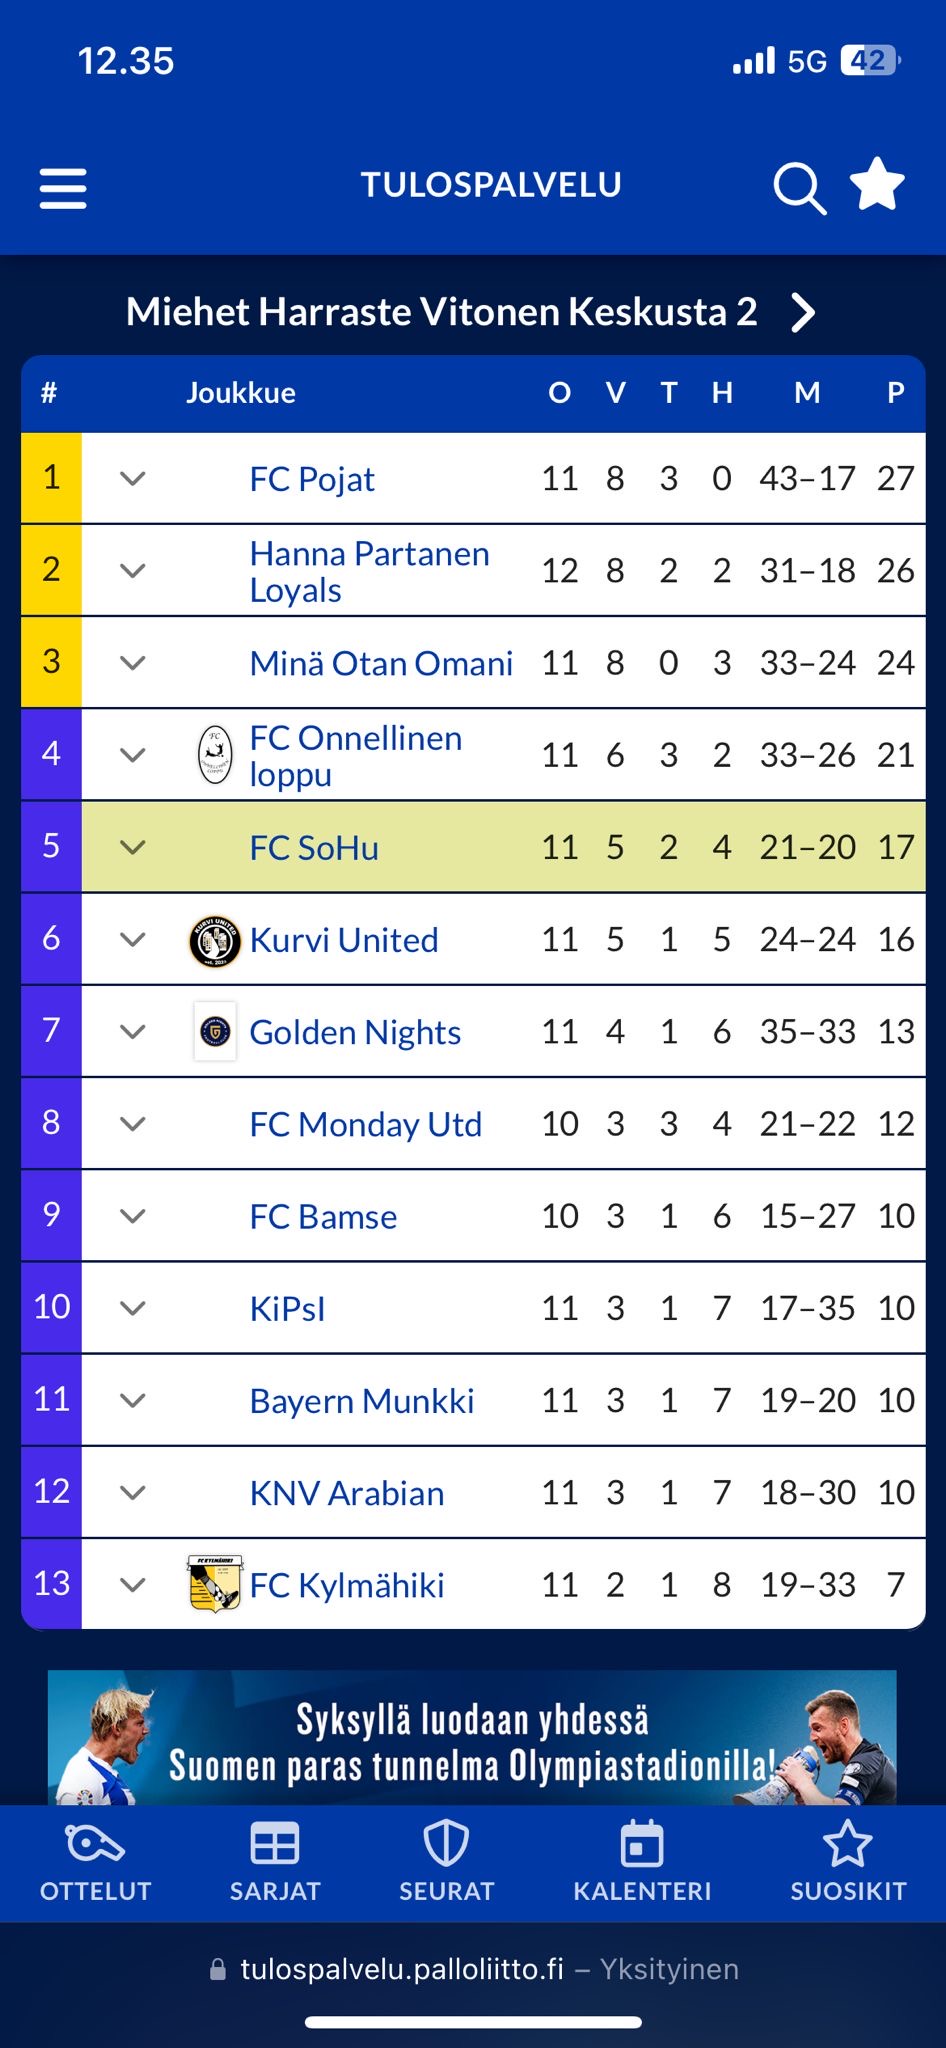 12.35
5G
42
TULOSPALVELU
Miehet Harraste Vitonen Keskusta 2
# Joukkue O V T H M P
1 FC Pojat 11 8 3 0 43–17 27
2 Hanna Partanen Loyals 12 8 2 2 31–18 26
3 Minä Otan Omani 11 8 0 3 33–24 24
4 FC Onnellinen loppu 11 6 3 2 33–26 21
5 FC SoHu 11 5 2 4 21–20 17
KURVI UNITED
6 Kurvi United 11 5 1 5 24–24 16
7 Golden Nights 11 4 1 6 35–33 13
8 FC Monday Utd 10 3 3 4 21–22 12
9 FC Bamse 10 3 1 6 15–27 10
10 KiPsI 11 3 1 7 17–35 10
11 Bayern Munkki 11 3 1 7 19–20 10
12 KNV Arabian 11 3 1 7 18–30 10
FC KYLMÄHIKI
13 FC Kylmähiki 11 2 1 8 19–33 7
Syksyllä luodaan yhdessä
Suomen paras tunnelma Olympiastadionilla!
OTTELUT SARJAT SEURAT KALENTERI SUOSIKIT
tulospalvelu.palloliitto.fi – Yksityinen